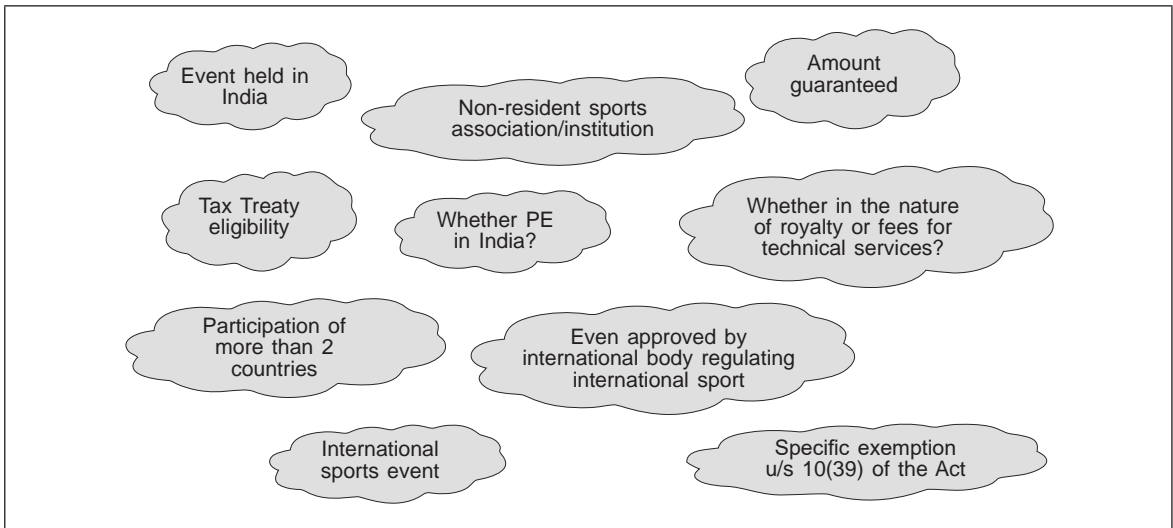 Event held in
India
Non-resident sports
association/institution
Amount
guaranteed
Tax Treaty
eligibility
Whether PE
in India?
Whether in the nature
of royalty or fees for
technical services?
Participation of
more than 2
countries
Even approved by
international body regulating
international sport
International
sports event
Specific exemption
u/s 10(39) of the Act